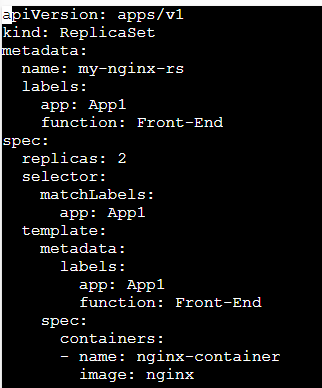 apiVersion: apps/v1
kind: ReplicaSet
metadata:
  name: my-nginx-rs
  labels:
    app: App1
    function: Front-End
spec:
  replicas: 2
  selector:
    matchLabels:
      app: App1
  template:
    metadata:
      labels:
        app: App1
        function: Front-End
    spec:
      containers:
      - name: nginx-container
        image: nginx